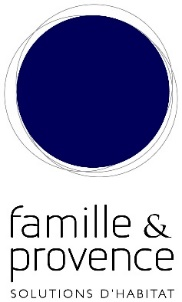 famille &
provence
SOLUTIONS D'HABITAT